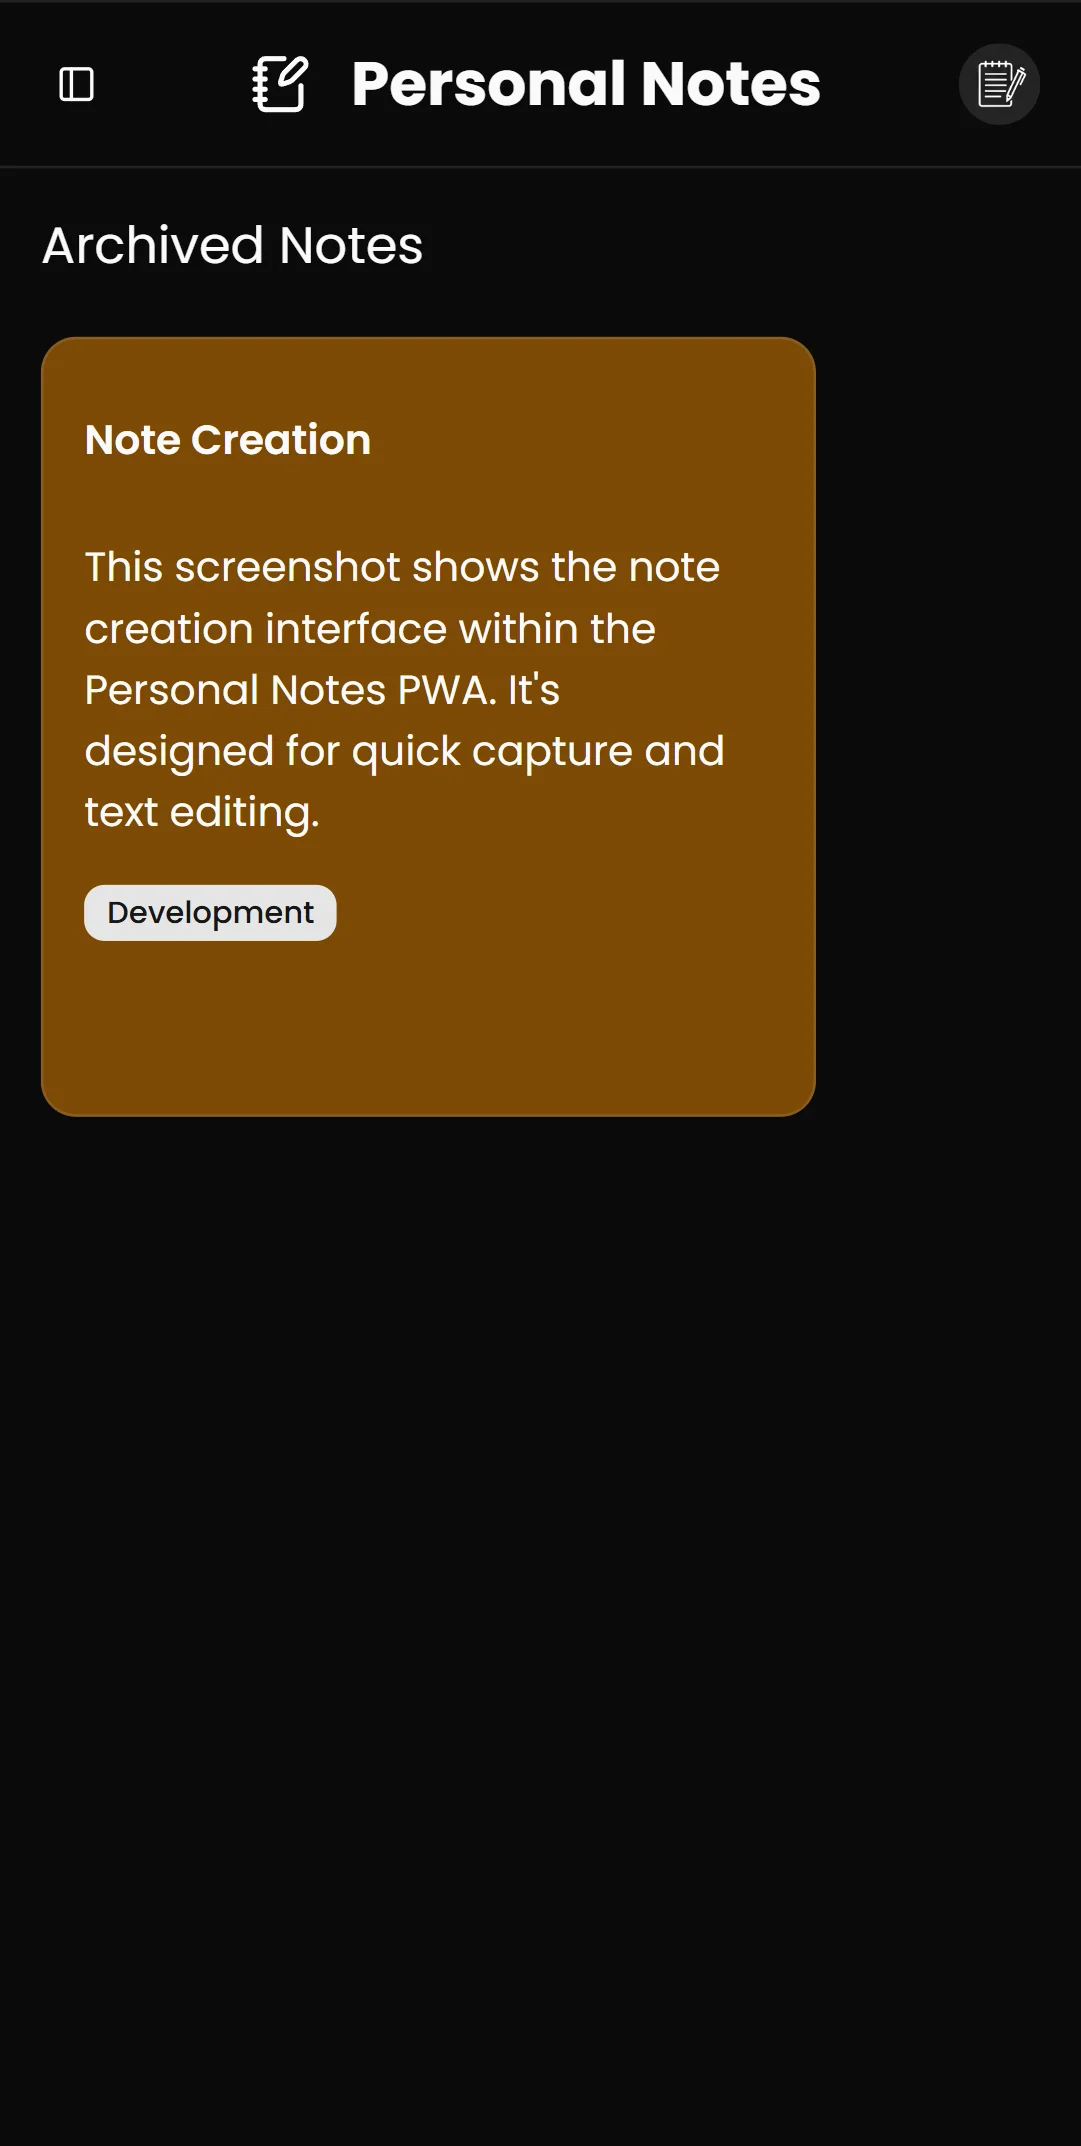 Personal Notes
Archived Notes
Note Creation
This screenshot shows the note
creation interface within the
Personal Notes PWA. It's
designed for quick capture and
text editing.
Development